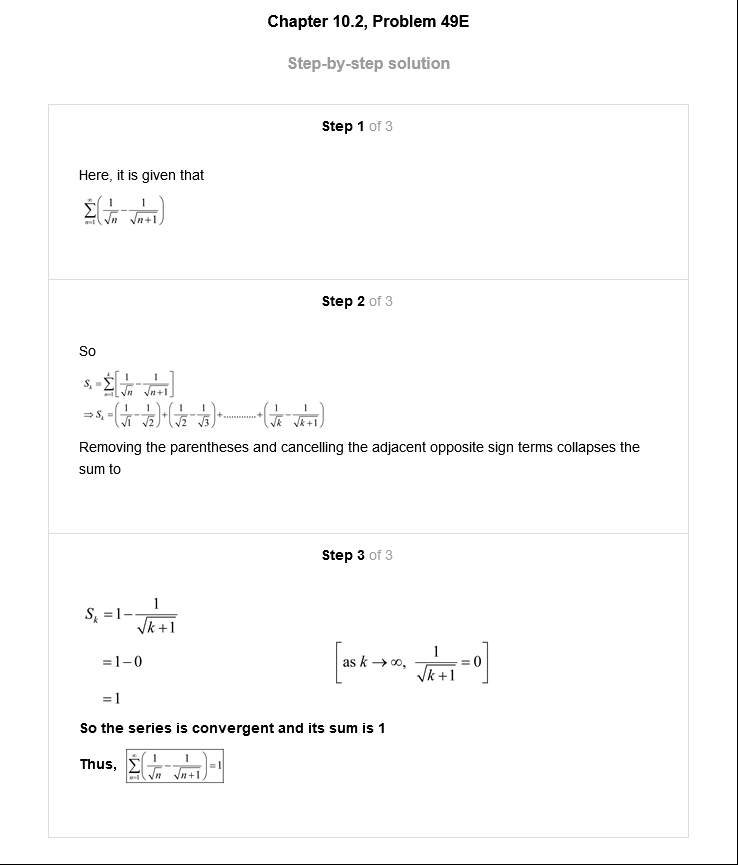 Chapter 10.2, Problem 49E
Step-by-step solution
Step 1 of 3
Here, it is given that
$\sum_{n=1}^{\infty}\left(\frac{1}{\sqrt{n}}-\frac{1}{\sqrt{n+1}}\right)$
Step 2 of 3
So
$S_k=\sum_{n=1}^{k}\left[\frac{1}{\sqrt{n}}-\frac{1}{\sqrt{n+1}}\right]$
$\Rightarrow S_k=\left(\frac{1}{\sqrt{1}}-\frac{1}{\sqrt{2}}\right)+\left(\frac{1}{\sqrt{2}}-\frac{1}{\sqrt{3}}\right)+.............+\left(\frac{1}{\sqrt{k}}-\frac{1}{\sqrt{k+1}}\right)$
Removing the parentheses and cancelling the adjacent opposite sign terms collapses the
sum to
Step 3 of 3
$S_k=1-\frac{1}{\sqrt{k+1}}$
$=1-0 \left[\text{as } k\to\infty, \frac{1}{\sqrt{k+1}}=0\right]$
$=1$
So the series is convergent and its sum is 1
Thus, $\sum_{n=1}^{\infty}\left(\frac{1}{\sqrt{n}}-\frac{1}{\sqrt{n+1}}\right)=1$